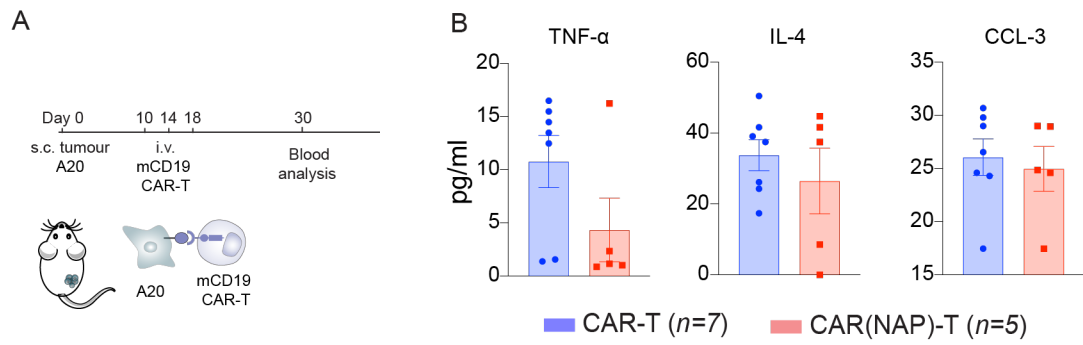 A
Day 0 10 14 18 30
s.c. tumour
A20
i.v.
mCD19
CAR-T
Blood
analysis
A20
mCD19
CAR-T
B
TNF-α IL-4 CCL-3
pg/ml
20
15
10
5
0
60
40
20
0
35
30
25
20
15
CAR-T (n=7) CAR(NAP)-T (n=5)